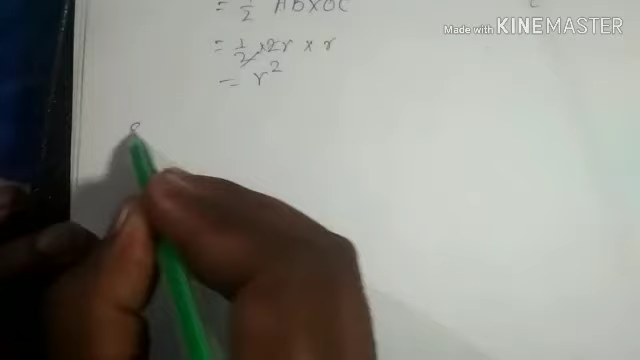 = 1/2 AB×OC
Made with KINEMASTER
= 1/2 × 2r × r
= r²